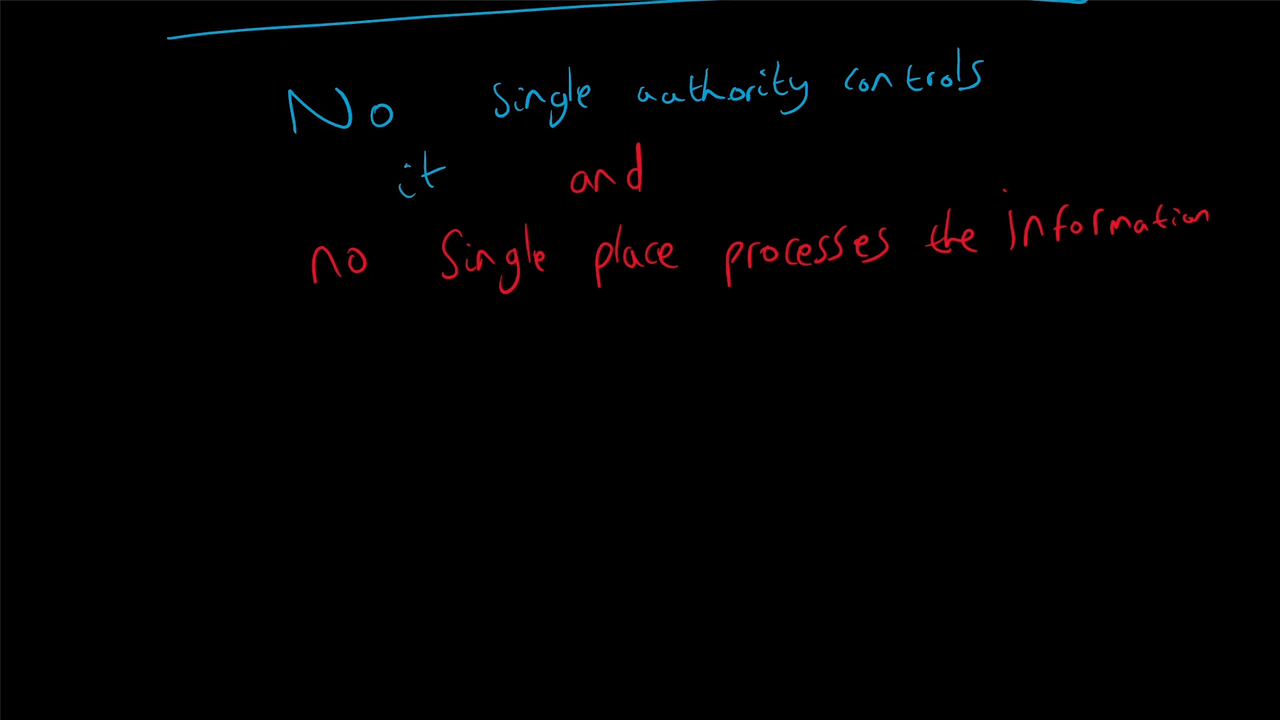 No single authority controls
it and
no single place processes the information